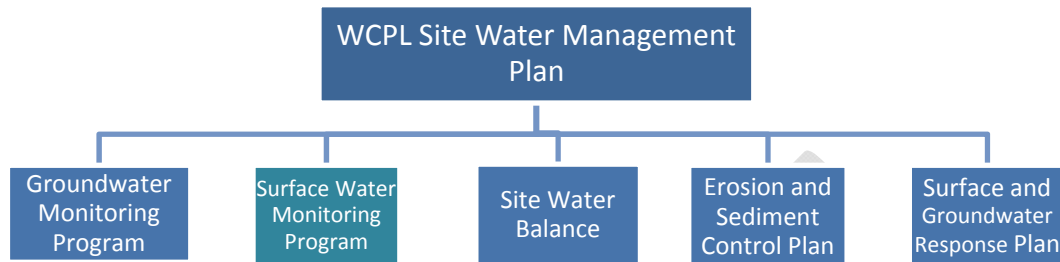 WCPL Site Water Management
Plan
Groundwater
Monitoring
Program
Surface Water
Monitoring
Program
Site Water
Balance
Erosion and
Sediment
Control Plan
Surface and
Groundwater
Response Plan